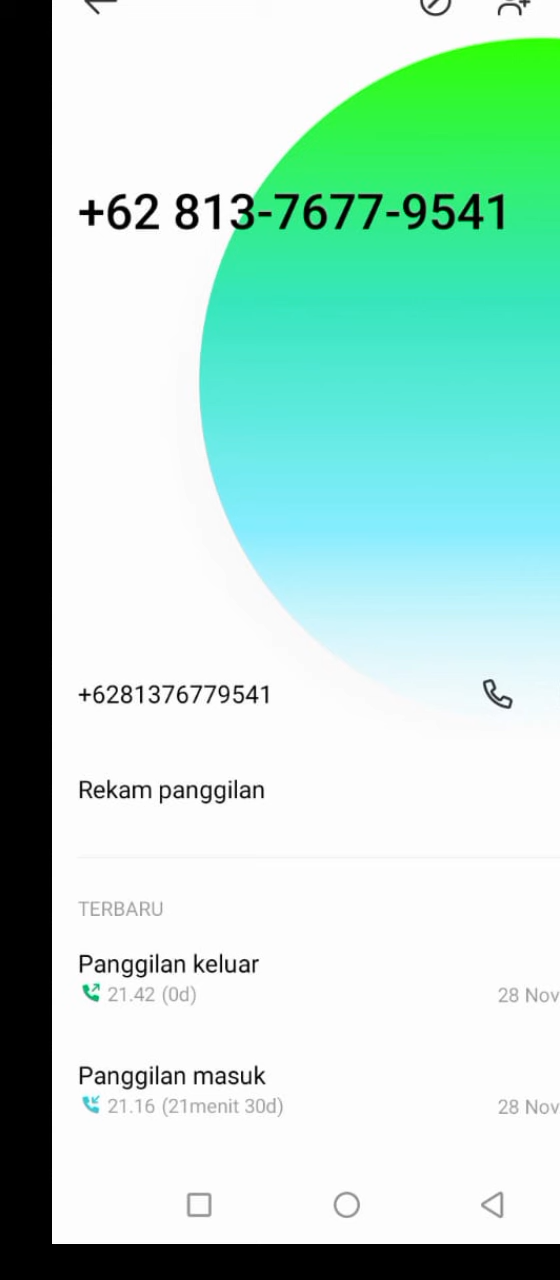 +62 813-7677-9541
+6281376779541
Rekam panggilan
TERBARU
Panggilan keluar
21.42 (0d) 28 Nov
Panggilan masuk
21.16 (21menit 30d) 28 Nov